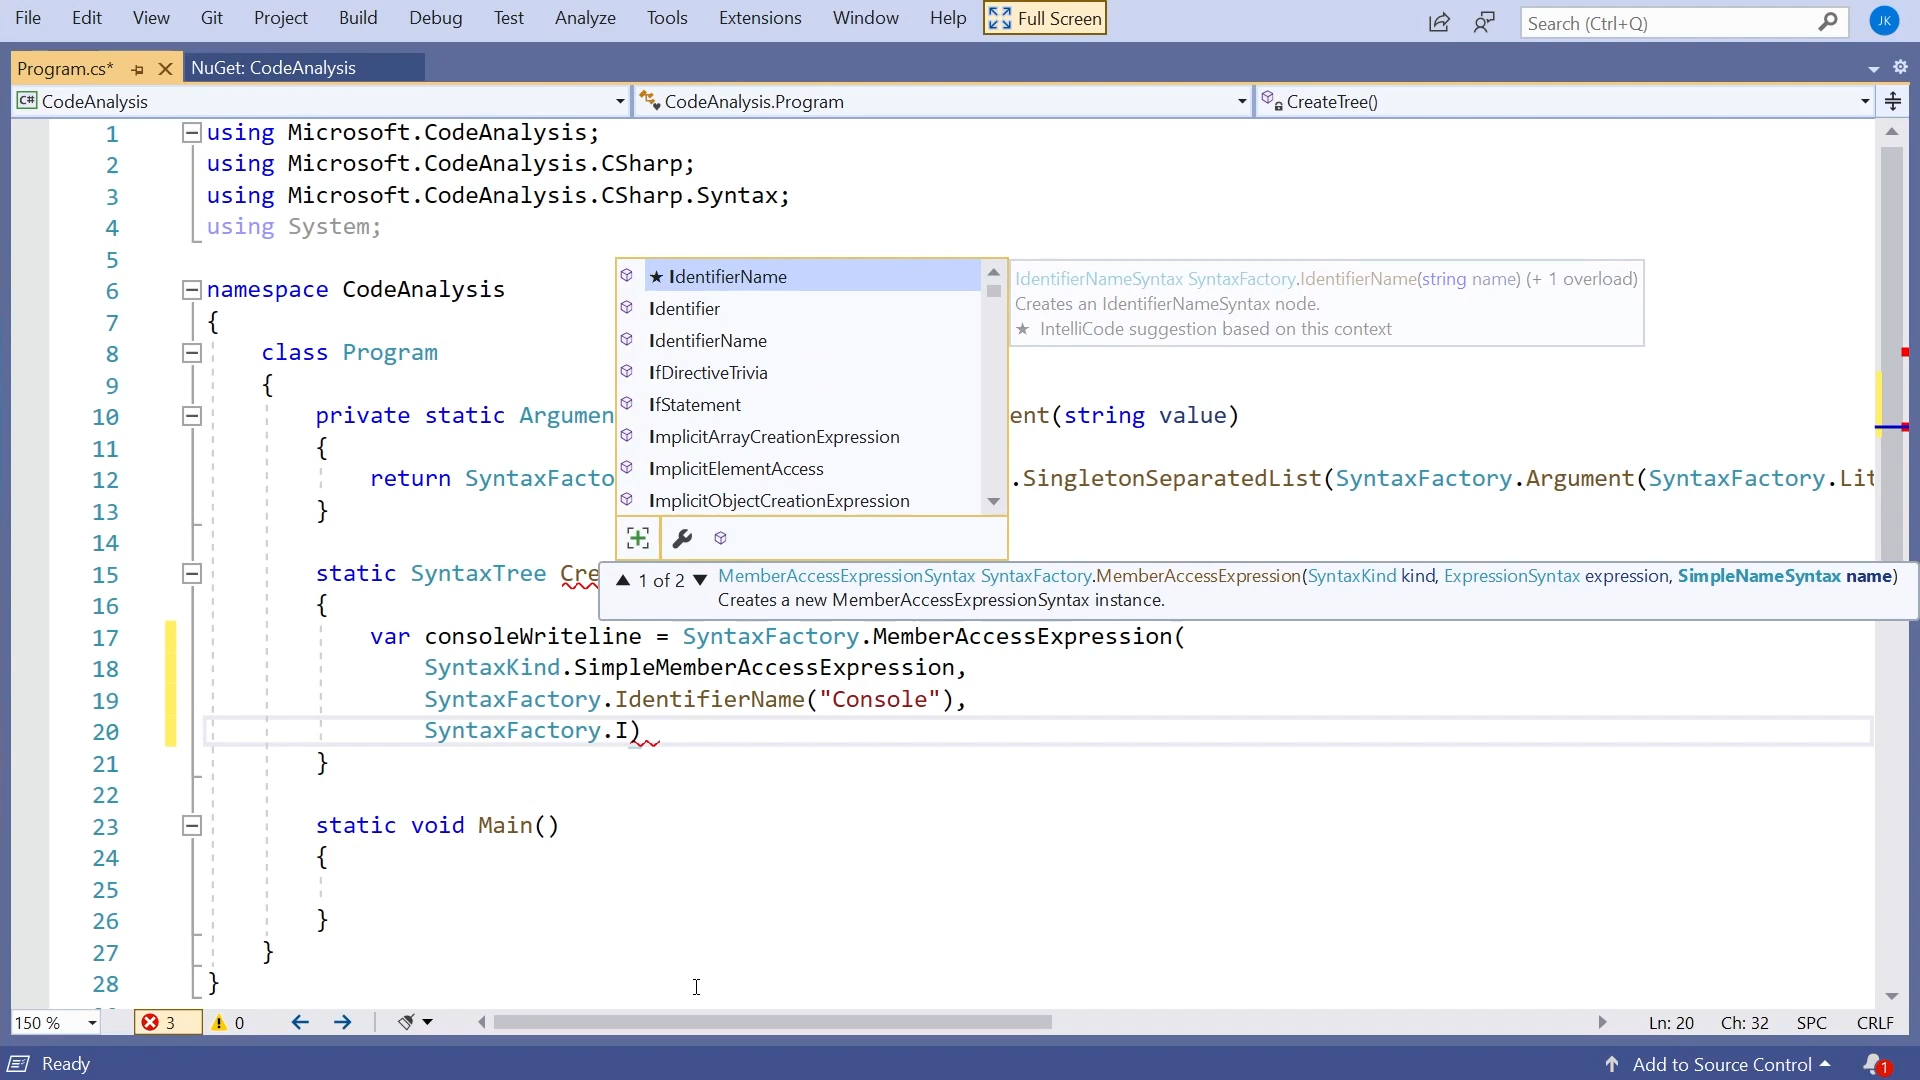 File Edit View Git Project Build Debug Test Analyze Tools Extensions Window Help Full Screen Search (Ctrl+Q) JK
Program.cs* NuGet: CodeAnalysis
C# CodeAnalysis CodeAnalysis.Program CreateTree()
1 using Microsoft.CodeAnalysis;
2 using Microsoft.CodeAnalysis.CSharp;
3 using Microsoft.CodeAnalysis.CSharp.Syntax;
4 using System;
5
6 namespace CodeAnalysis
7 {
8 class Program
9 {
10 private static Argumen ent(string value)
11 {
12 return SyntaxFacto .SingletonSeparatedList(SyntaxFactory.Argument(SyntaxFactory.Lit
13 }
14
15 static SyntaxTree Cre
16 {
17 var consoleWriteline = SyntaxFactory.MemberAccessExpression(
18 SyntaxKind.SimpleMemberAccessExpression,
19 SyntaxFactory.IdentifierName("Console"),
20 SyntaxFactory.I)
21 }
22
23 static void Main()
24 {
25
26 }
27 }
28 }
★ IdentifierName
Identifier
IdentifierName
IfDirectiveTrivia
IfStatement
ImplicitArrayCreationExpression
ImplicitElementAccess
ImplicitObjectCreationExpression
IdentifierNameSyntax SyntaxFactory.IdentifierName(string name) (+ 1 overload)
Creates an IdentifierNameSyntax node.
★ IntelliCode suggestion based on this context
▲ 1 of 2 ▼ MemberAccessExpressionSyntax SyntaxFactory.MemberAccessExpression(SyntaxKind kind, ExpressionSyntax expression, SimpleNameSyntax name)
Creates a new MemberAccessExpressionSyntax instance.
150 % 3 0 Ln: 20 Ch: 32 SPC CRLF
Ready Add to Source Control 1